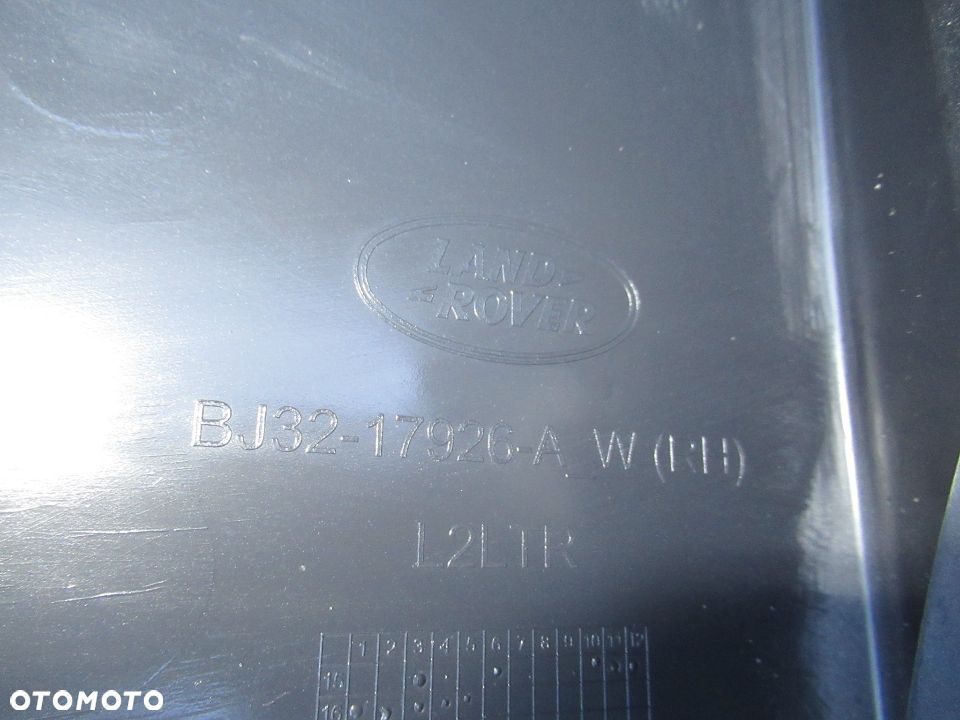 LAND
ROVER
BJ32-17926-A W (RH)
L2LTR
1 2 3 4 5 6 7 8 9 10 11 12
15
16
OTOMOTO